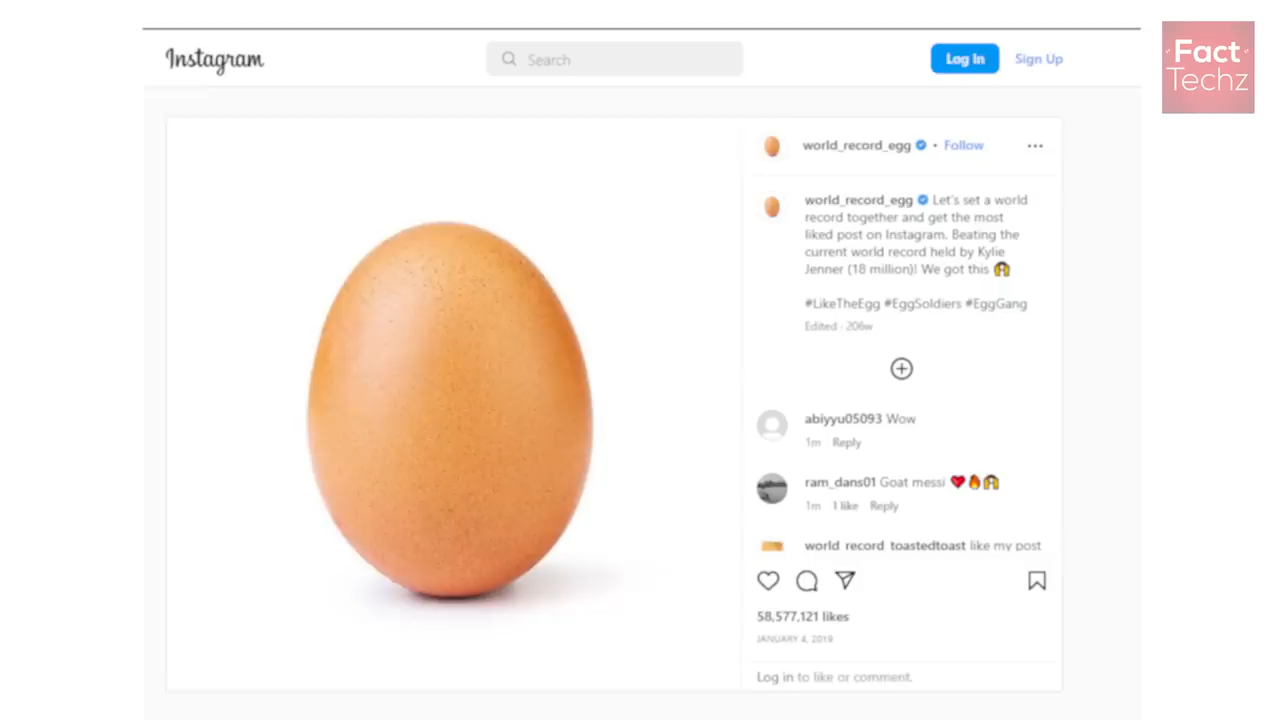 Instagram
Search
Log In
Sign Up
Fact
Techz
world_record_egg • Follow
world_record_egg Let's set a world
record together and get the most
liked post on Instagram. Beating the
current world record held by Kylie
Jenner (18 million)! We got this 🙌
#LikeTheEgg #EggSoldiers #EggGang
Edited · 206w
abiyyu05093 Wow
1m Reply
ram_dans01 Goat messi ❤️🔥🙌
1m 1 like Reply
world_record_toastedtoast like my post
58,577,121 likes
JANUARY 4, 2019
Log in to like or comment.